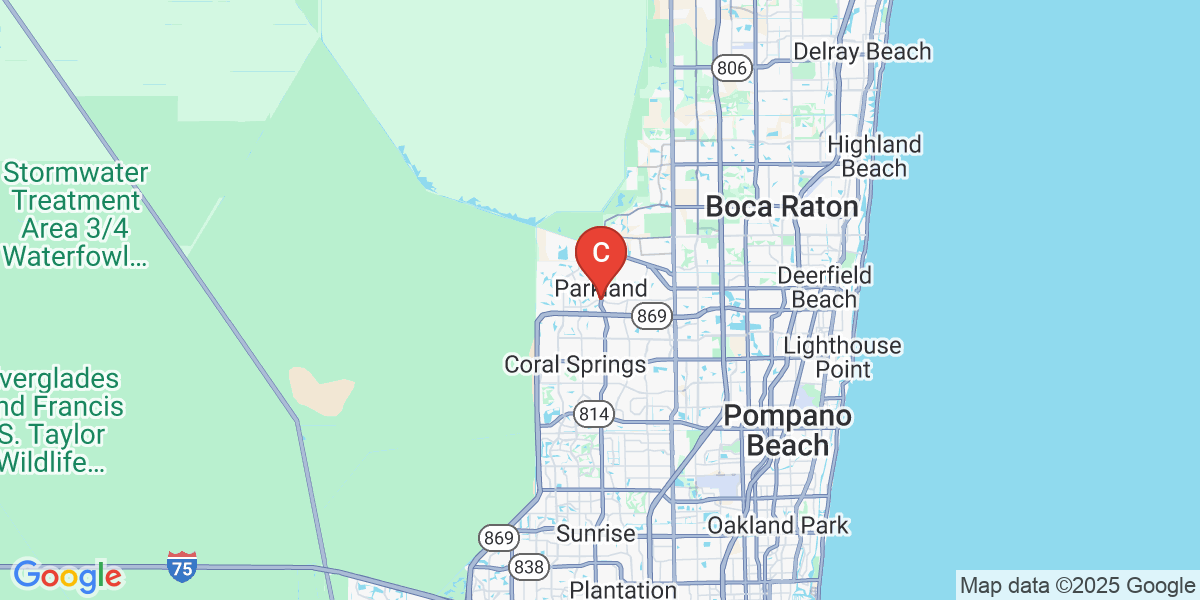 Delray Beach
806
Highland
Beach
Stormwater
Treatment
Area 3/4
Waterfowl...
Boca Raton
C
Deerfield
Beach
Parkland
869
Lighthouse
Point
Coral Springs
verglades
nd Francis
S. Taylor
Wildlife...
814
Pompano
Beach
Oakland Park
869
Sunrise
838
75
Plantation
Google
Map data ©2025 Google